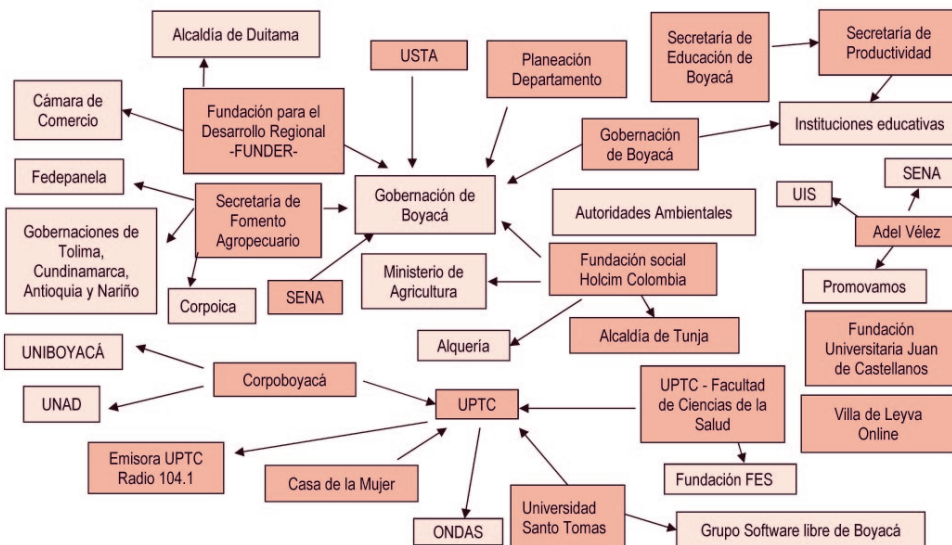 Alcaldía de Duitama
USTA
Planeación
Departamento
Secretaría de
Educación de
Boyacá
Secretaría de
Productividad
Cámara de
Comercio
Fundación para el
Desarrollo Regional
-FUNDER-
Gobernación
de Boyacá
Instituciones educativas
Fedepanela
Secretaría de
Fomento
Agropecuario
Gobernación de
Boyacá
Autoridades Ambientales
UIS
SENA
Adel Vélez
Gobernaciones de
Tolima,
Cundinamarca,
Antioquia y Nariño
Corpoica
SENA
Ministerio de
Agricultura
Fundación social
Holcim Colombia
Promovamos
Alquería
Alcaldía de Tunja
Fundación
Universitaria Juan
de Castellanos
UNIBOYACÁ
Corpoboyacá
UNAD
UPTC
UPTC - Facultad
de Ciencias de la
Salud
Villa de Leyva
Online
Emisora UPTC
Radio 104.1
Casa de la Mujer
Fundación FES
ONDAS
Universidad
Santo Tomas
Grupo Software libre de Boyacá